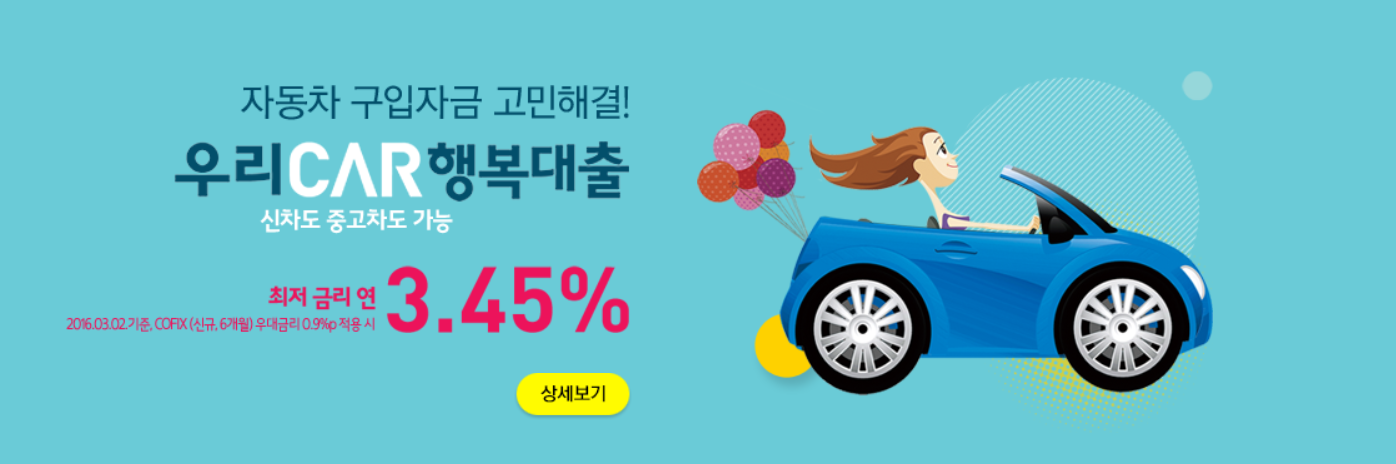 자동차 구입자금 고민해결!
우리CAR행복대출
신차도 중고차도 가능
최저 금리 연 3.45%
2016.03.02.기준, COFIX (신규, 6개월) 우대금리 0.9%p 적용 시
상세보기